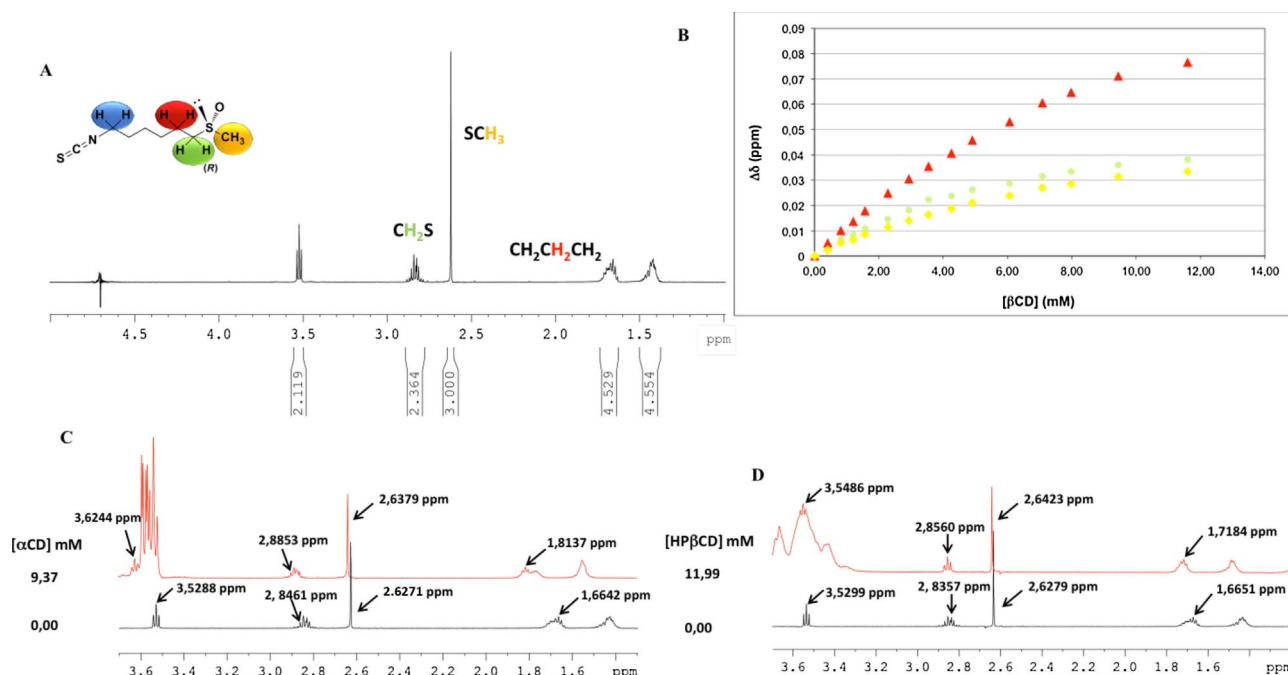 A
H H
H H
O
S
CH₃
H H
(R)
S=C=N
SCH₃
CH₂S
CH₂CH₂CH₂
4.5 4.0 3.5 3.0 2.5 2.0 1.5 ppm
2.119 2.364 3.000 4.529 4.554
B
0,09
0,08
0,07
0,06
0,05
0,04
0,03
0,02
0,01
0
Δδ (ppm)
0,00 2,00 4,00 6,00 8,00 10,00 12,00 14,00
[βCD] (mM)
C
3,6244 ppm
2,8853 ppm
2,6379 ppm
1,8137 ppm
[αCD] mM
9,37
3,5288 ppm
2, 8461 ppm
2.6271 ppm
1,6642 ppm
0,00
3.6 3.4 3.2 3.0 2.8 2.6 2.4 2.2 2.0 1.8 1.6 ppm
D
3,5486 ppm
2,8560 ppm
2,6423 ppm
1,7184 ppm
[HPβCD] mM
11,99
3,5299 ppm
2,8357 ppm
2,6279 ppm
1,6651 ppm
0,00
3.6 3.4 3.2 3.0 2.8 2.6 2.4 2.2 2.0 1.8 1.6 ppm